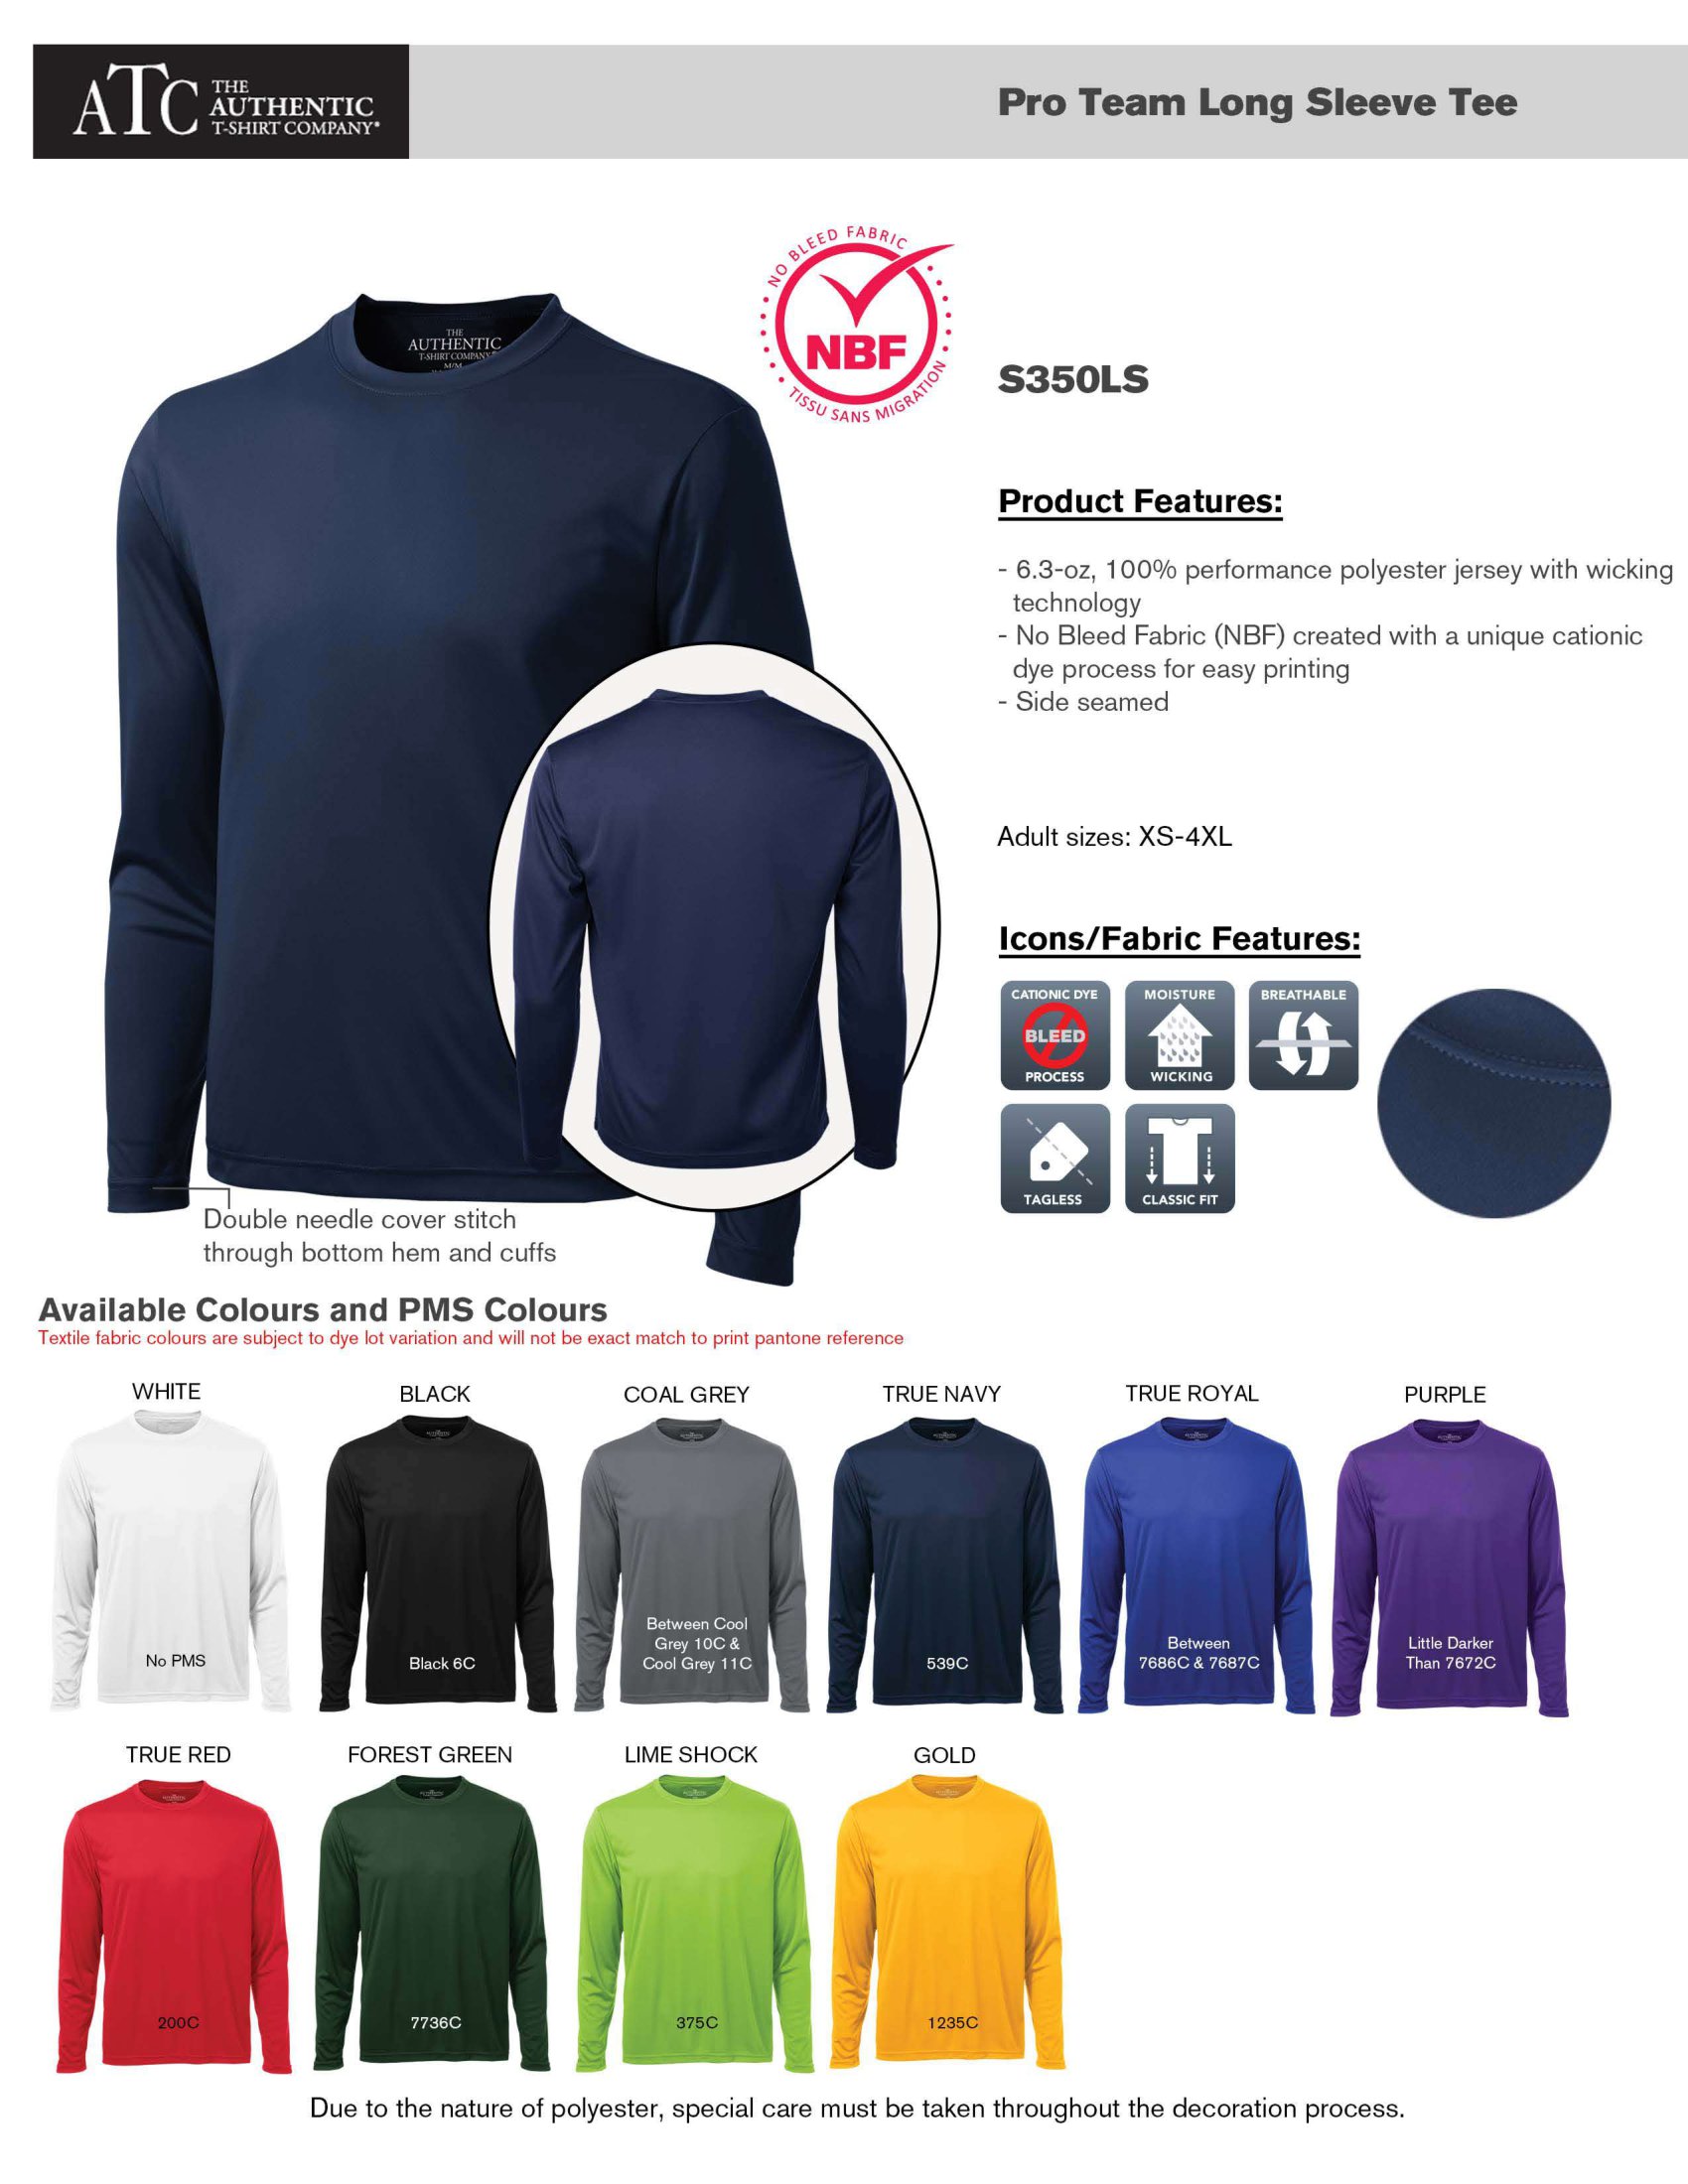 ATC THE
AUTHENTIC
T-SHIRT COMPANY®
Pro Team Long Sleeve Tee
NO BLEED FABRIC
NBF
TISSU SANS MIGRATION
THE
AUTHENTIC
T-SHIRT COMPANY
M/M
S350LS
Product Features:
- 6.3-oz, 100% performance polyester jersey with wicking
technology
- No Bleed Fabric (NBF) created with a unique cationic
dye process for easy printing
- Side seamed
Adult sizes: XS-4XL
Icons/Fabric Features:
CATIONIC DYE
BLEED
PROCESS
MOISTURE
WICKING
BREATHABLE
TAGLESS
CLASSIC FIT
Double needle cover stitch
through bottom hem and cuffs
Available Colours and PMS Colours
Textile fabric colours are subject to dye lot variation and will not be exact match to print pantone reference
WHITE
No PMS
BLACK
Black 6C
COAL GREY
Between Cool
Grey 10C &
Cool Grey 11C
TRUE NAVY
539C
TRUE ROYAL
Between
7686C & 7687C
PURPLE
Little Darker
Than 7672C
TRUE RED
200C
FOREST GREEN
7736C
LIME SHOCK
375C
GOLD
1235C
Due to the nature of polyester, special care must be taken throughout the decoration process.